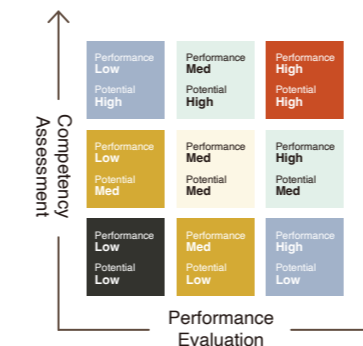 Competency
Assessment
Performance
Low
Potential
High
Performance
Med
Potential
High
Performance
High
Potential
High
Performance
Low
Potential
Med
Performance
Med
Potential
Med
Performance
High
Potential
Med
Performance
Low
Potential
Low
Performance
Med
Potential
Low
Performance
High
Potential
Low
Performance
Evaluation